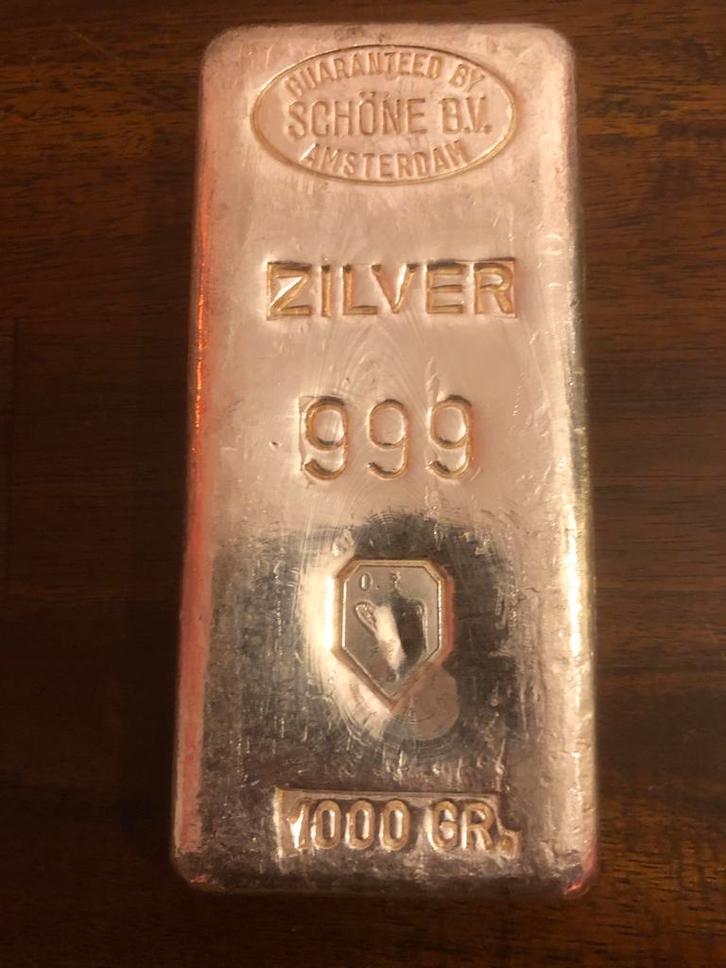 GUARANTEED BY
SCHÖNE B.V.
AMSTERDAM
ZILVER
999
1000 GR.